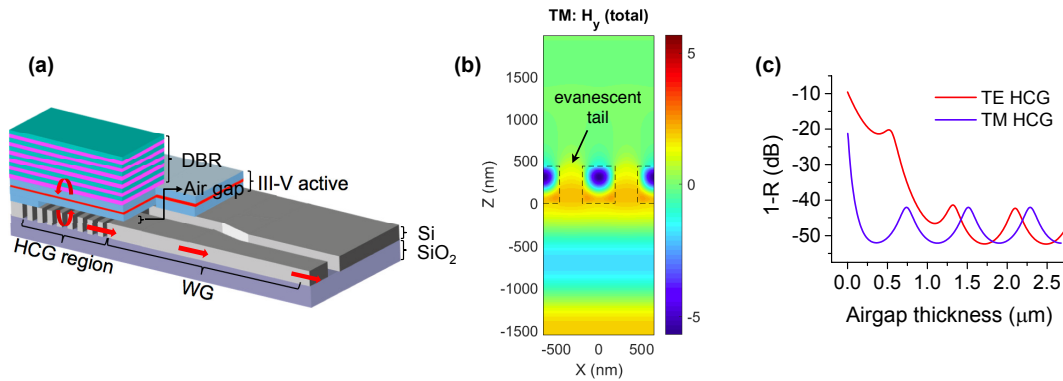 (a)
DBR
Air gap
III-V active
Si
SiO2
HCG region
WG
(b)
TM: Hy (total)
evanescent
tail
Z (nm)
1500
1000
500
0
-500
-1000
-1500
-500 0 500
X (nm)
5
0
-5
(c)
TE HCG
TM HCG
1-R (dB)
-10
-20
-30
-40
-50
0.0 0.5 1.0 1.5 2.0 2.5
Airgap thickness (μm)